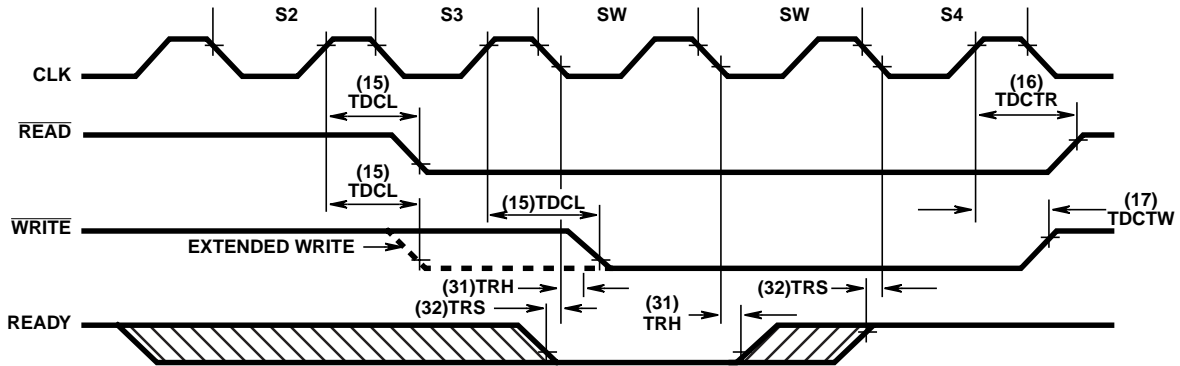 S2 S3 SW SW S4
CLK
(15)
TDCL
(16)
TDCTR
READ
(15)
TDCL
(15)TDCL
(17)
TDCTW
WRITE
EXTENDED WRITE
(31)TRH
(32)TRS
(31)
TRH
(32)TRS
READY